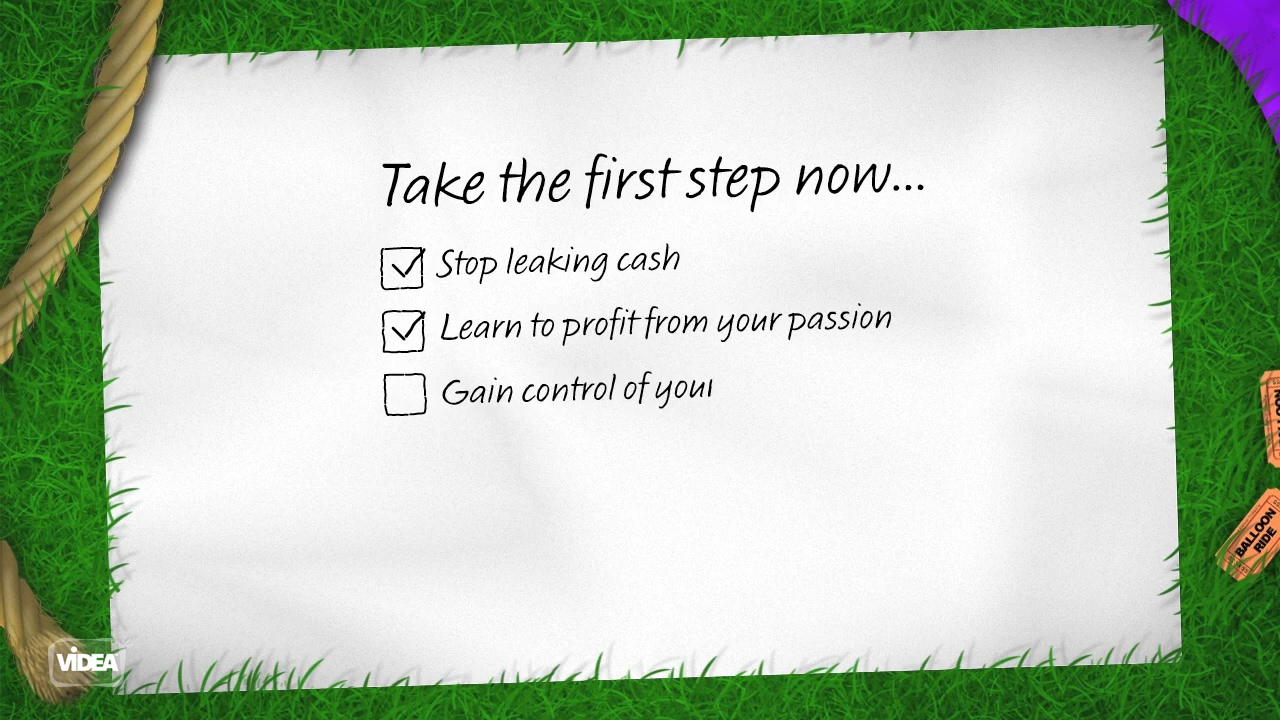 Take the first step now...
Stop leaking cash
Learn to profit from your passion
Gain control of
BALLOON
RIDE
VIDEA